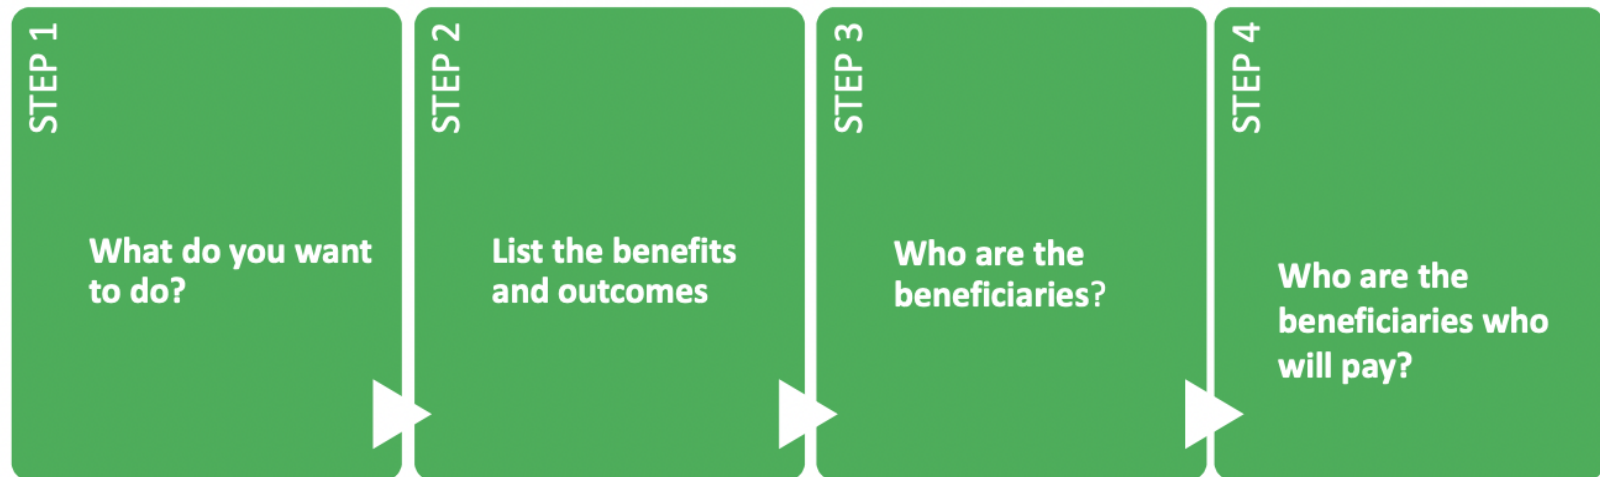 STEP 1
What do you want
to do?
STEP 2
List the benefits
and outcomes
STEP 3
Who are the
beneficiaries?
STEP 4
Who are the
beneficiaries who
will pay?